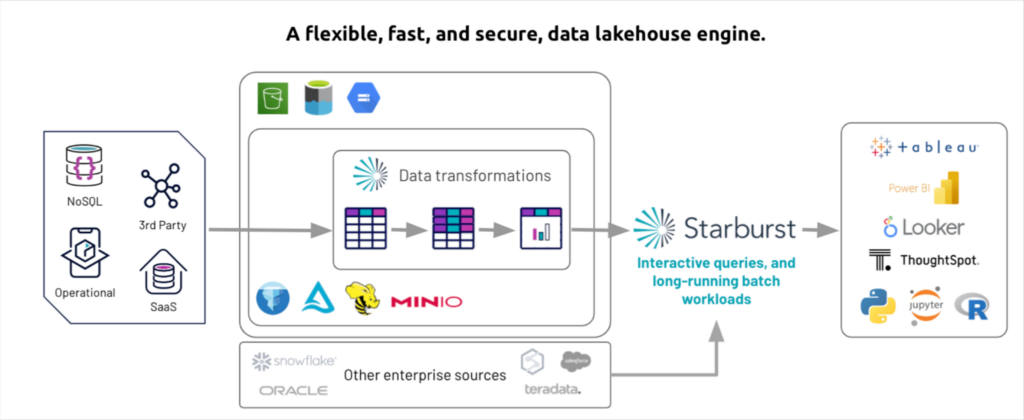 A flexible, fast, and secure, data lakehouse engine.
NoSQL
3rd Party
Operational
SaaS
Data transformations
MINIO
snowflake
ORACLE
Other enterprise sources
salesforce
teradata.
Starburst
Interactive queries, and
long-running batch
workloads
+ableau
Power BI
Looker
ThoughtSpot.
jupyter
R